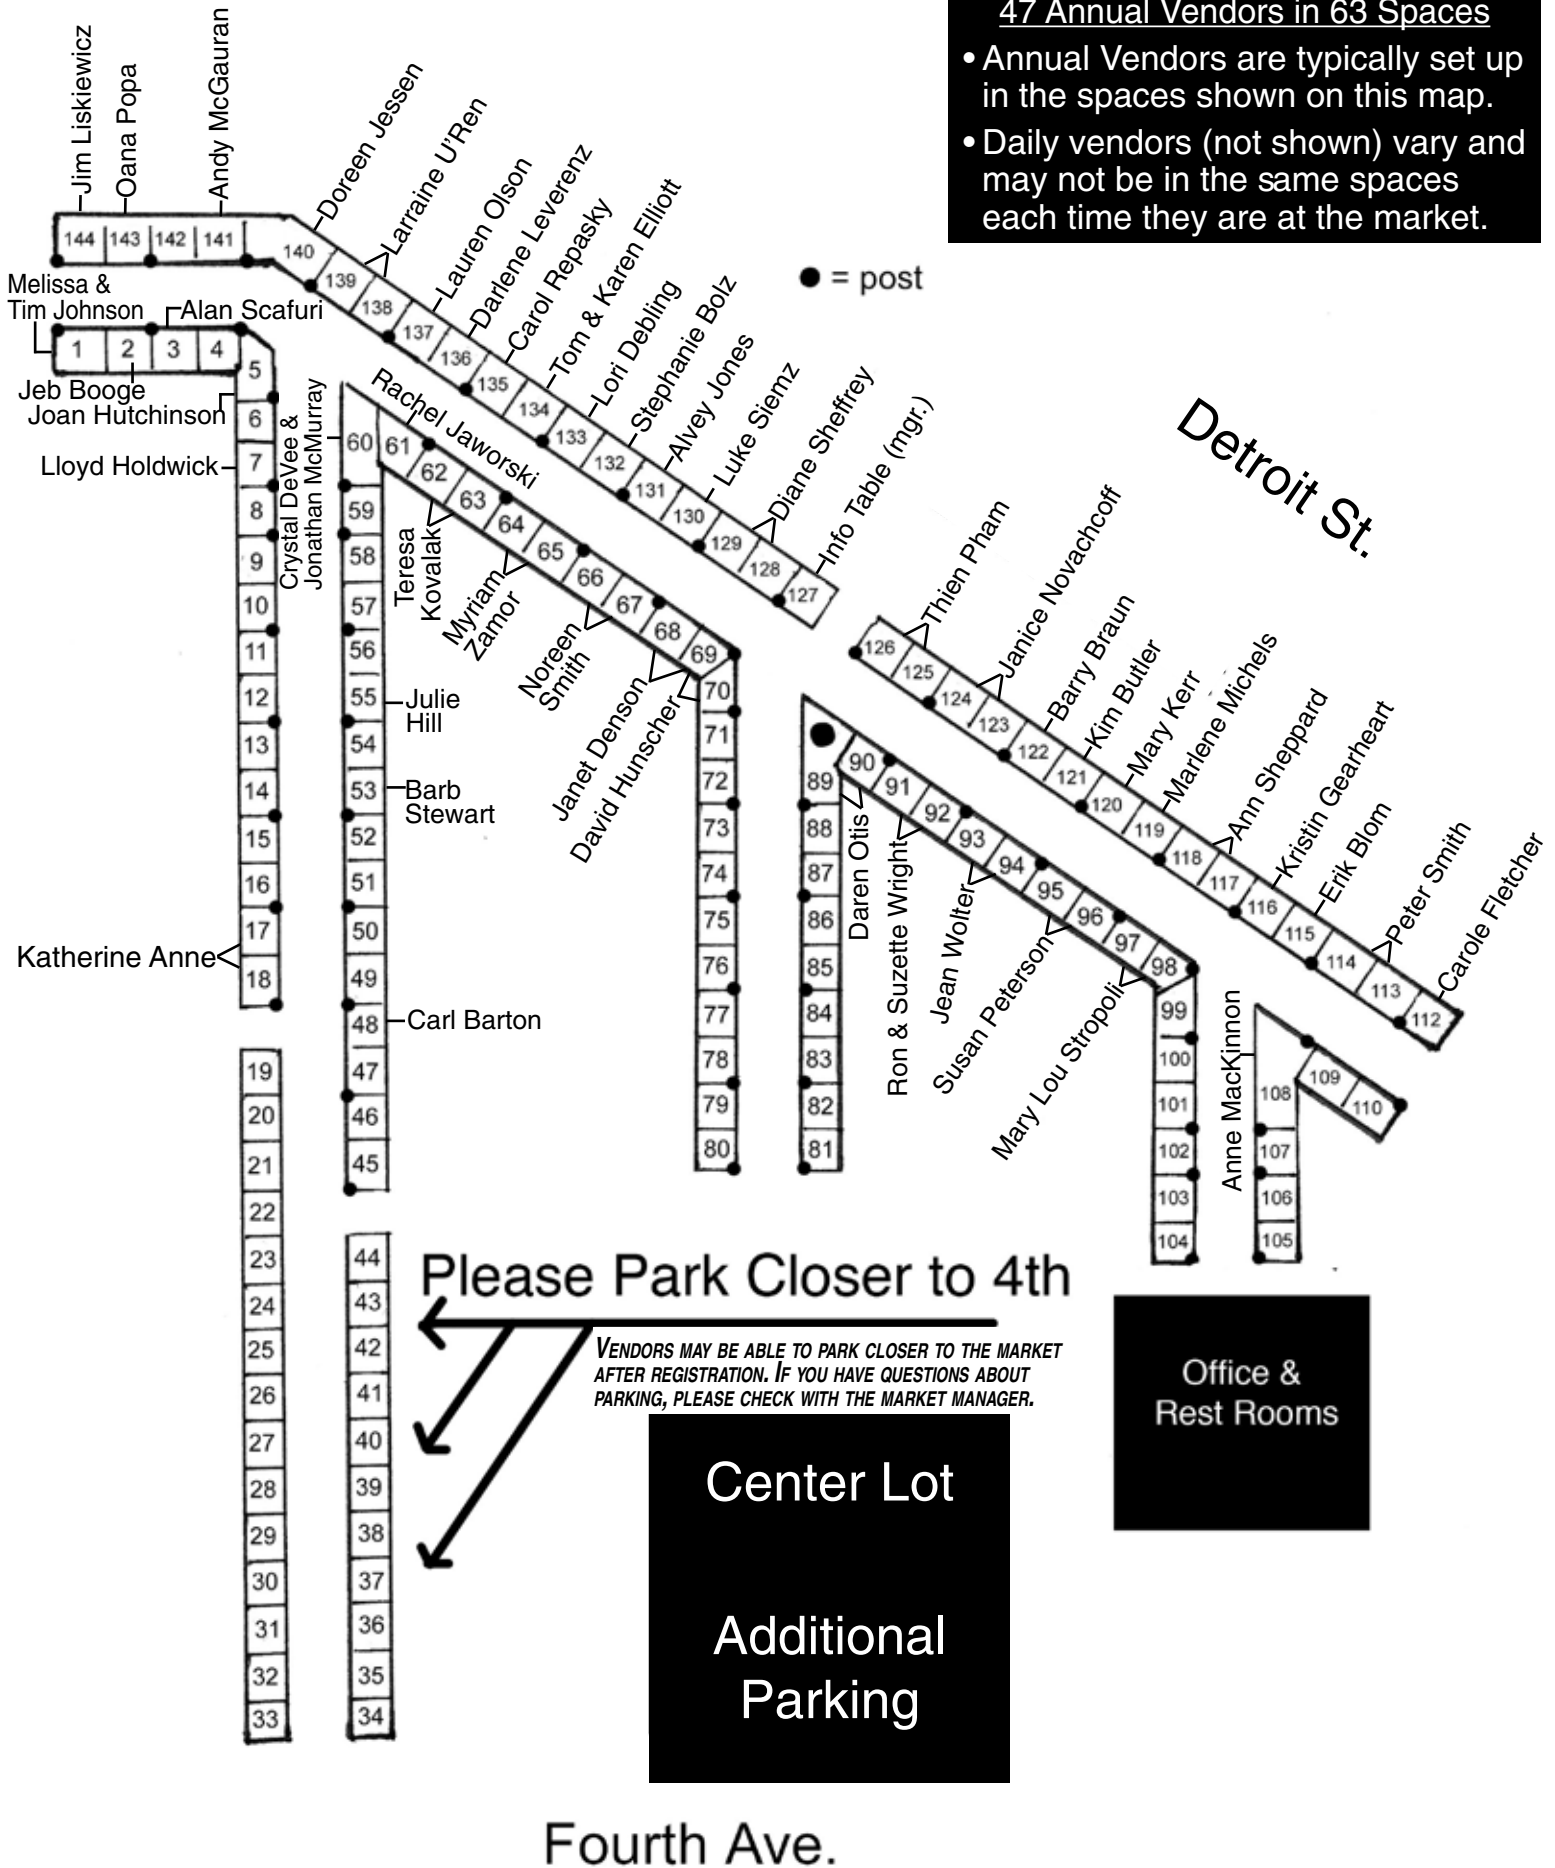 47 Annual Vendors in 63 Spaces
• Annual Vendors are typically set up
in the spaces shown on this map.
• Daily vendors (not shown) vary and
may not be in the same spaces
each time they are at the market.
Jim Liskiewicz
Oana Popa
Andy McGauran
Doreen Jessen
Larraine U'Ren
Lauren Olson
Darlene Leverenz
Carol Repasky
Tom & Karen Elliott
Lori Debling
Stephanie Bolz
Alvey Jones
Luke Siemz
Diane Sheffrey
Info Table (mgr.)
144 143 142 141
140
139
138
137
136
135
134
133
132
131
130
129
128
127
= post
Detroit St.
Melissa &
Tim Johnson
Alan Scafuri
1 2 3 4
5
Jeb Booge
Joan Hutchinson
6
Lloyd Holdwick
7
8
9
10
11
12
13
14
15
16
17
Katherine Anne
18
19
20
21
22
23
24
25
26
27
28
29
30
31
32
33
Crystal DeVee &
Jonathan McMurray
60
59
58
57
56
55
Julie
Hill
54
53
Barb
Stewart
52
51
50
49
48
Carl Barton
47
46
45
44
43
42
41
40
39
38
37
36
35
34
Rachel Jaworski
61
62
63
64
65
66
67
68
69
Teresa
Kovalak
Myriam
Zamor
Noreen
Smith
Janet Denson
David Hunscher
70
71
72
73
74
75
76
77
78
79
80
Thien Pham
Janice Novachcoff
Barry Braun
Kim Butler
Mary Kerr
Marlene Michels
Ann Sheppard
Kristin Gearheart
Erik Blom
Peter Smith
Carole Fletcher
126
125
124
123
122
121
120
119
118
117
116
115
114
113
112
89
88
87
86
85
84
83
82
81
90
91
92
93
94
95
96
97
98
Daren Otis
Ron & Suzette Wright
Jean Wolter
Susan Peterson
Mary Lou Stropoli
99
100
101
102
103
104
Anne MacKinnon
109
110
108
107
106
105
Please Park Closer to 4th
VENDORS MAY BE ABLE TO PARK CLOSER TO THE MARKET
AFTER REGISTRATION. IF YOU HAVE QUESTIONS ABOUT
PARKING, PLEASE CHECK WITH THE MARKET MANAGER.
Office &
Rest Rooms
Center Lot
Additional
Parking
Fourth Ave.